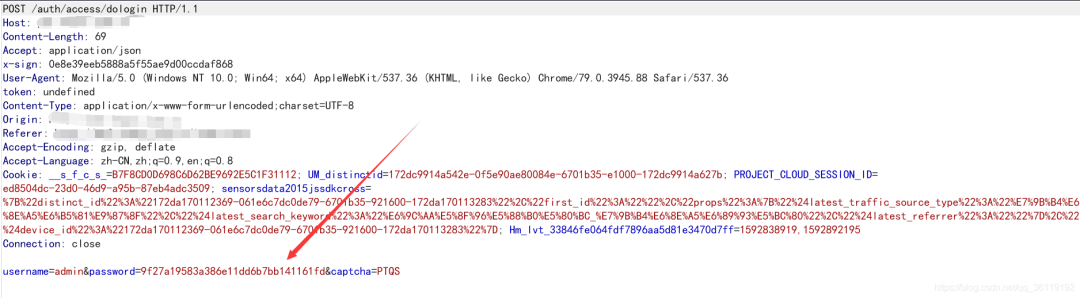 POST /auth/access/dologin HTTP/1.1
Host:
Content-Length: 69
Accept: application/json
x-sign: 0e8e39eeb5888a5f55ae9d00ccdaf868
User-Agent: Mozilla/5.0 (Windows NT 10.0; Win64; x64) AppleWebKit/537.36 (KHTML, like Gecko) Chrome/79.0.3945.88 Safari/537.36
token: undefined
Content-Type: application/x-www-form-urlencoded;charset=UTF-8
Origin:
Referer:
Accept-Encoding: gzip, deflate
Accept-Language: zh-CN,zh;q=0.9,en;q=0.8
Cookie: __s_f_c_s_=B7F8CD0D698C6D62BE9692E5C1F31112; UM_distinctid=172dc9914a542e-0f5e90ae80084e-6701b35-e1000-172dc9914a627b; PROJECT_CLOUD_SESSION_ID=
ed8504dc-23d0-46d9-a95b-87eb4adc3509; sensorsdata2015jssdkcross=
%7B%22distinct_id%22%3A%22172da170112369-061e6c7dc0de79-6701b35-921600-172da170113283%22%2C%22first_id%22%3A%22%22%2C%22props%22%3A%7B%22%24latest_traffic_source_type%22%3A%22%E7%9B%B4%E6
%8E%A5%E6%B5%81%E9%87%8F%22%2C%22%24latest_search_keyword%22%3A%22%E6%9C%AA%E5%8F%96%E5%88%B0%E5%80%BC_%E7%9B%B4%E6%8E%A5%E6%89%93%E5%BC%80%22%2C%22%24latest_referrer%22%3A%22%22%7D%2C%22
%24device_id%22%3A%22172da170112369-061e6c7dc0de79-6701b35-921600-172da170113283%22%7D; Hm_lvt_33846fe064fdf7896aa5d81e3470d7ff=1592838919,1592892195
Connection: close
username=admin&password=9f27a19583a386e11dd6b7bb141161fd&captcha=PTQS
https://blog.csdn.net/qq_36119192